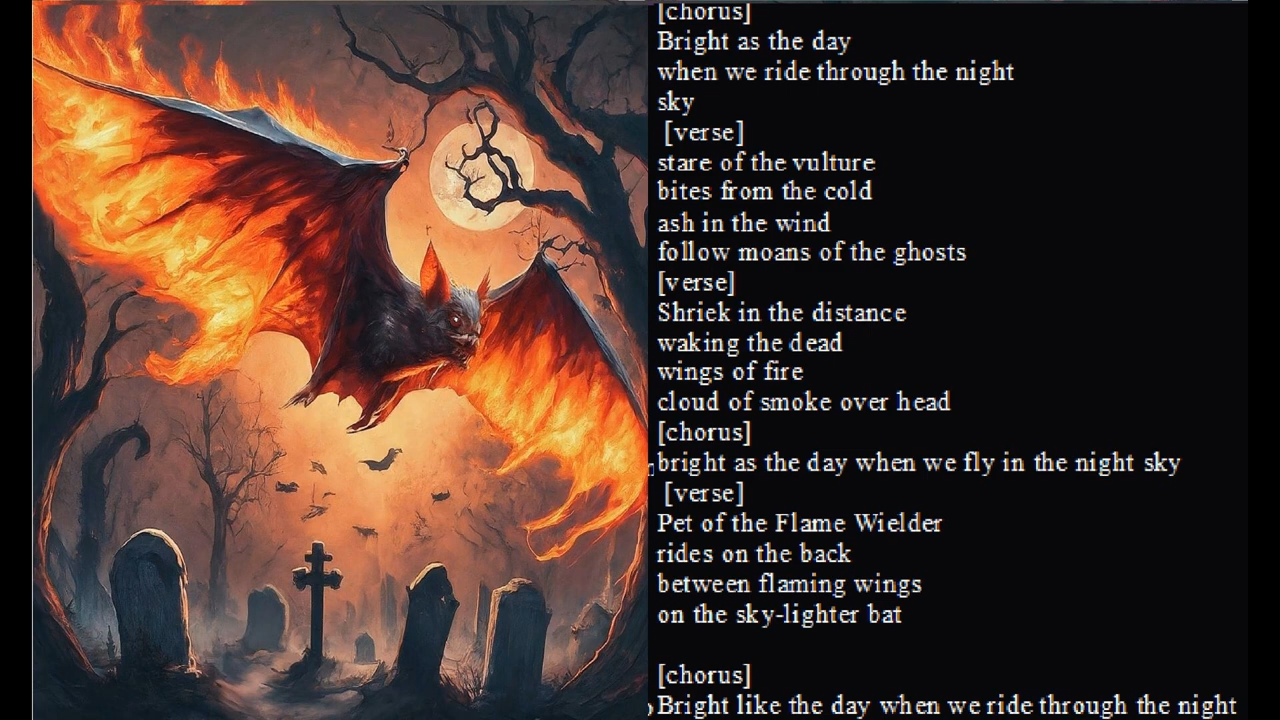 [chorus]
Bright as the day
when we ride through the night
sky
[verse]
stare of the vulture
bites from the cold
ash in the wind
follow moans of the ghosts
[verse]
Shriek in the distance
waking the dead
wings of fire
cloud of smoke over head
[chorus]
bright as the day when we fly in the night sky
[verse]
Pet of the Flame Wielder
rides on the back
between flaming wings
on the sky-lighter bat
[chorus]
Bright like the day when we ride through the night